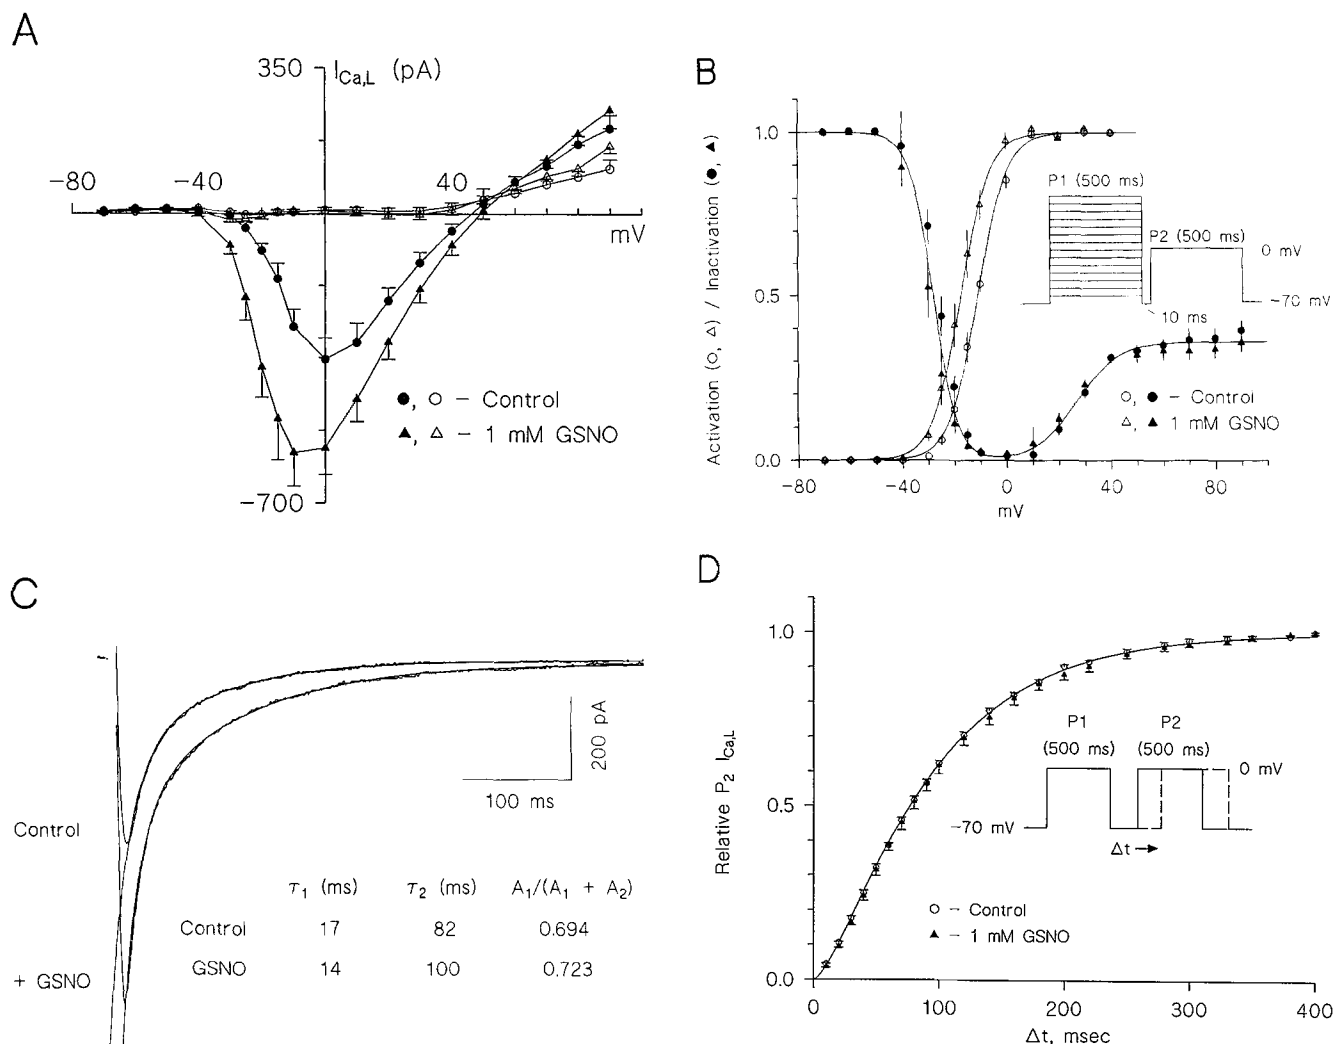 A
350
I_Ca,L (pA)
-80
-40
40
mV
●, ○ - Control
▲, △ - 1 mM GSNO
-700
B
Activation (○, △) / Inactivation (●, ▲)
1.0
0.5
0.0
P1 (500 ms)
P2 (500 ms)
0 mV
-70 mV
10 ms
○, ● - Control
△, ▲ - 1 mM GSNO
-80
-40
0
40
80
mV
C
200 pA
100 ms
Control
+ GSNO
τ1 (ms)
τ2 (ms)
A1/(A1 + A2)
Control
17
82
0.694
GSNO
14
100
0.723
D
Relative P2 I_Ca,L
1.0
0.5
0.0
P1
(500 ms)
P2
(500 ms)
0 mV
-70 mV
Δt →
○ - Control
▲ - 1 mM GSNO
0
100
200
300
400
Δt, msec